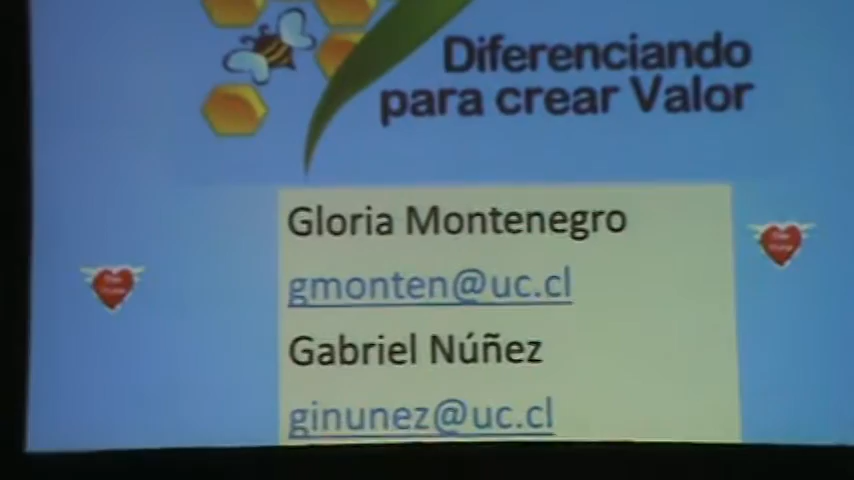 Diferenciando
para crear Valor
Gloria Montenegro
gmonten@uc.cl
Gabriel Núñez
ginunez@uc.cl